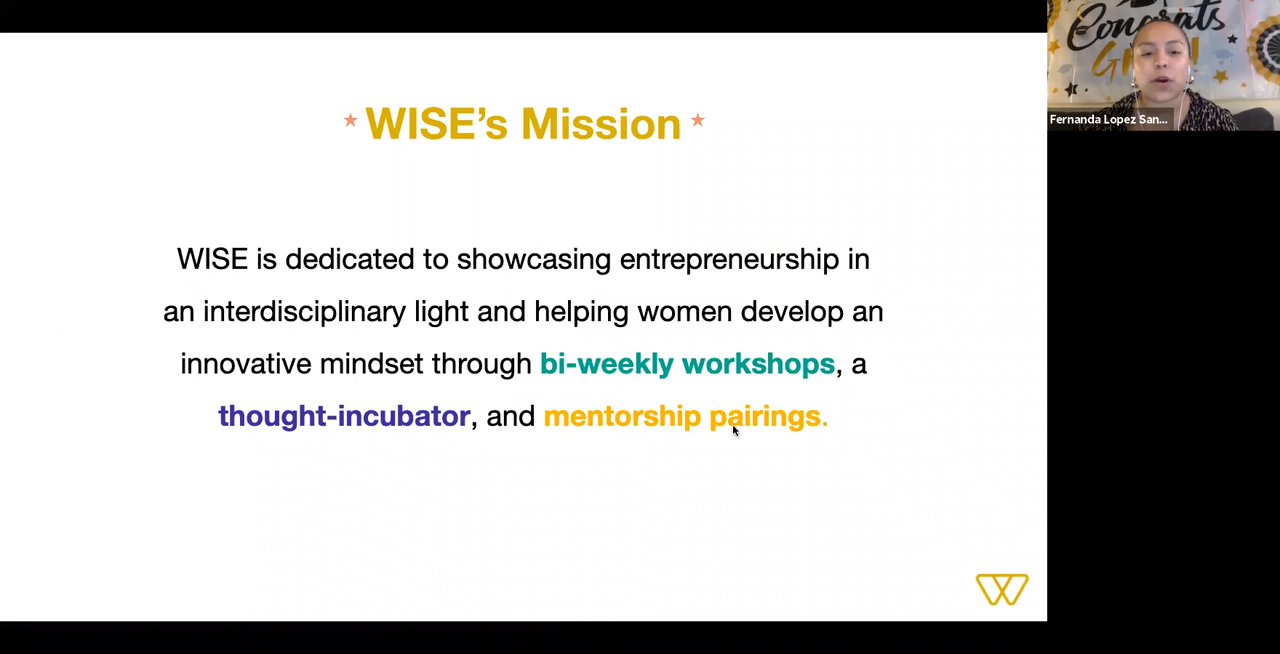 WISE's Mission
WISE is dedicated to showcasing entrepreneurship in
an interdisciplinary light and helping women develop an
innovative mindset through bi-weekly workshops, a
thought-incubator, and mentorship pairings.
Congrats
Fernanda Lopez San...